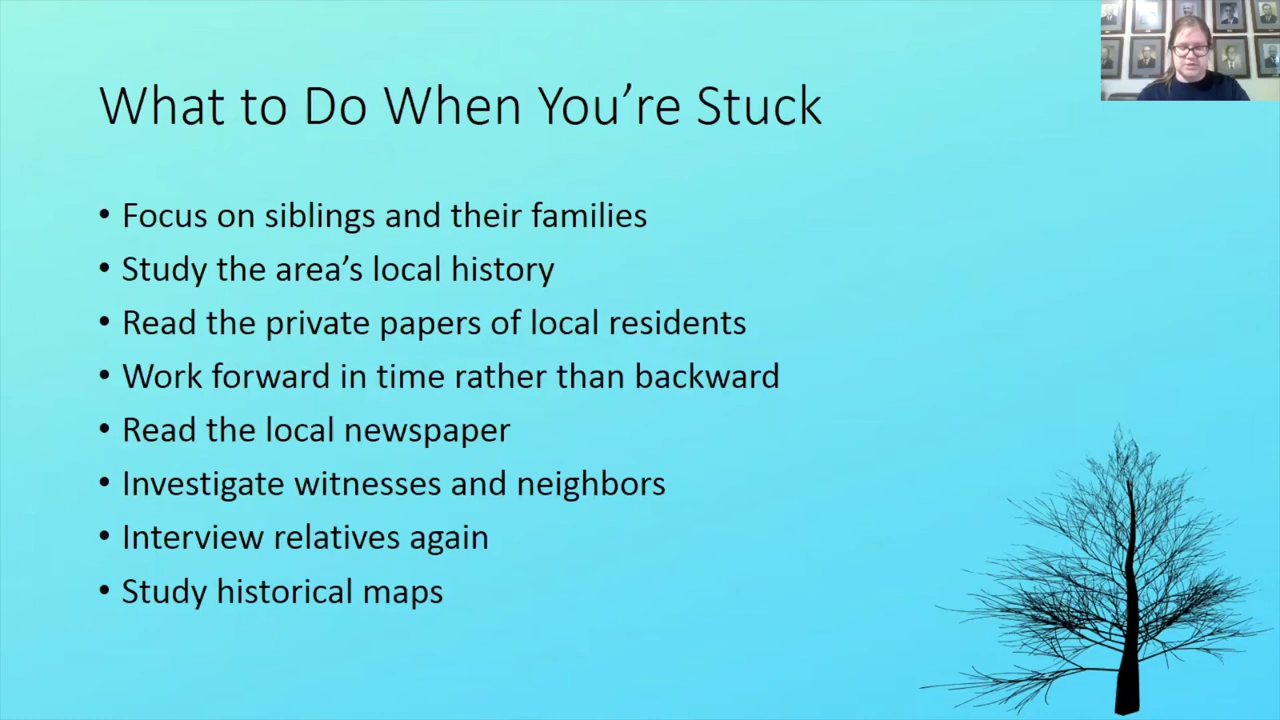 What to Do When You’re Stuck
• Focus on siblings and their families
• Study the area’s local history
• Read the private papers of local residents
• Work forward in time rather than backward
• Read the local newspaper
• Investigate witnesses and neighbors
• Interview relatives again
• Study historical maps